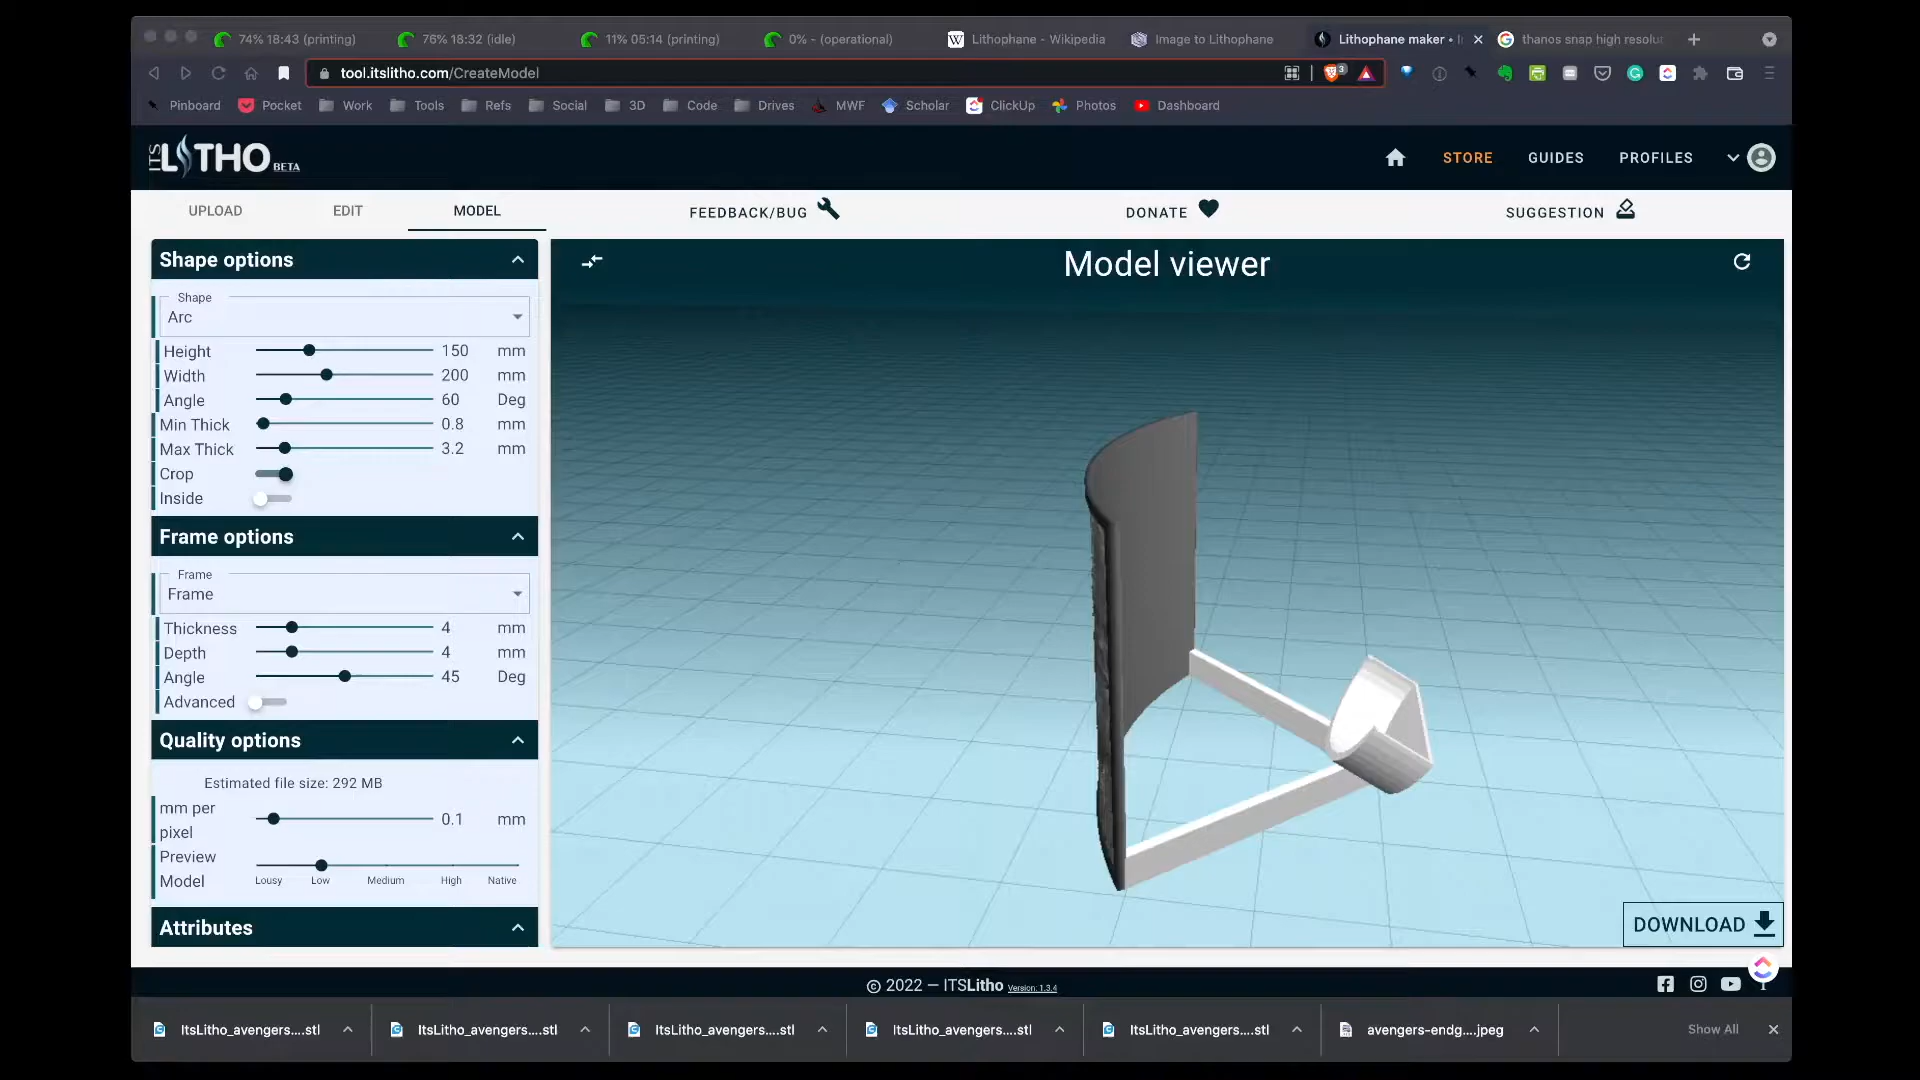 74% 18:43 (printing) 76% 18:32 (idle) 11% 05:14 (printing) 0% - (operational) W Lithophane - Wikipedia Image to Lithophane Lithophane maker • I thanos snap high resolut
tool.itslitho.com/CreateModel 3
Pinboard Pocket Work Tools Refs Social 3D Code Drives MWF Scholar ClickUp Photos Dashboard
ITS LITHO BETA STORE GUIDES PROFILES
UPLOAD EDIT MODEL FEEDBACK/BUG DONATE SUGGESTION
Shape options
Model viewer
Shape
Arc
Height 150 mm
Width 200 mm
Angle 60 Deg
Min Thick 0.8 mm
Max Thick 3.2 mm
Crop
Inside
Frame options
Frame
Frame
Thickness 4 mm
Depth 4 mm
Angle 45 Deg
Advanced
Quality options
Estimated file size: 292 MB
mm per
pixel 0.1 mm
Preview
Model
Lousy Low Medium High Native
Attributes
DOWNLOAD
© 2022 — ITSLitho Version: 1.3.4
ItsLitho_avengers....stl ItsLitho_avengers....stl ItsLitho_avengers....stl ItsLitho_avengers....stl ItsLitho_avengers....stl avengers-endg....jpeg Show All